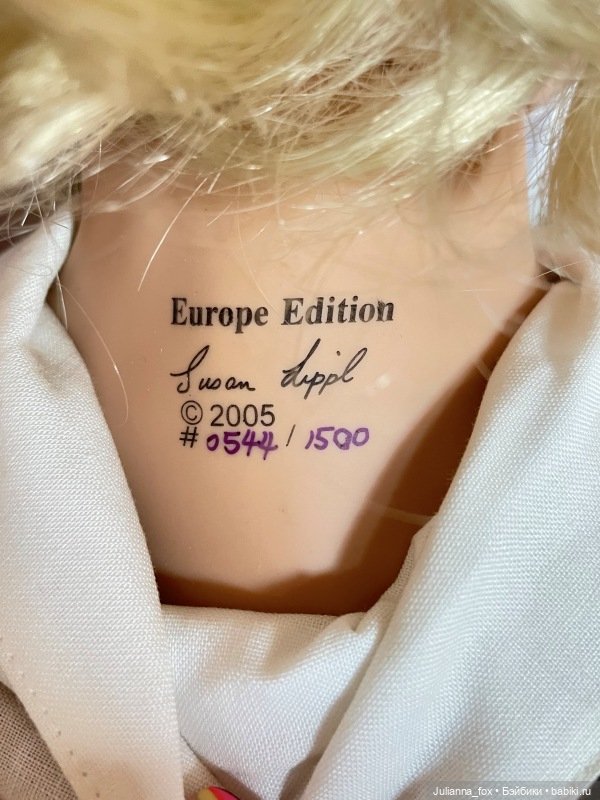 Europe Edition
Susan Lippl
© 2005
# 0544 / 1500
Julianna_fox • Бэйбики • babiki.ru